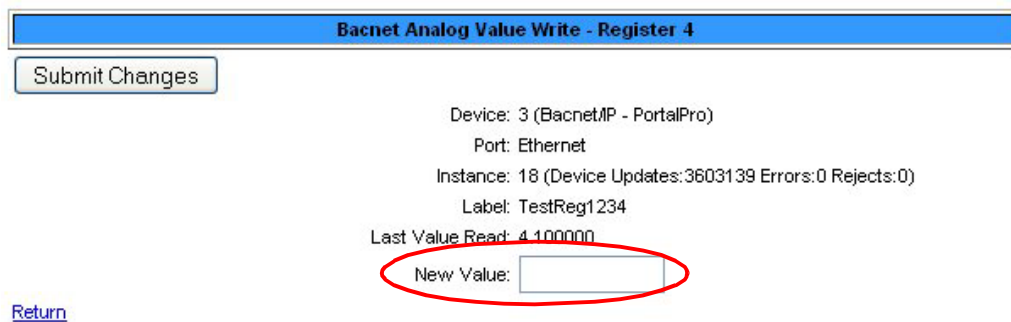 Bacnet Analog Value Write - Register 4
Submit Changes
Device: 3 (Bacnet/IP - PortalPro)
Port: Ethernet
Instance: 18 (Device Updates:3603139 Errors:0 Rejects:0)
Label: TestReg1234
Last Value Read: 4.100000
New Value:
Return